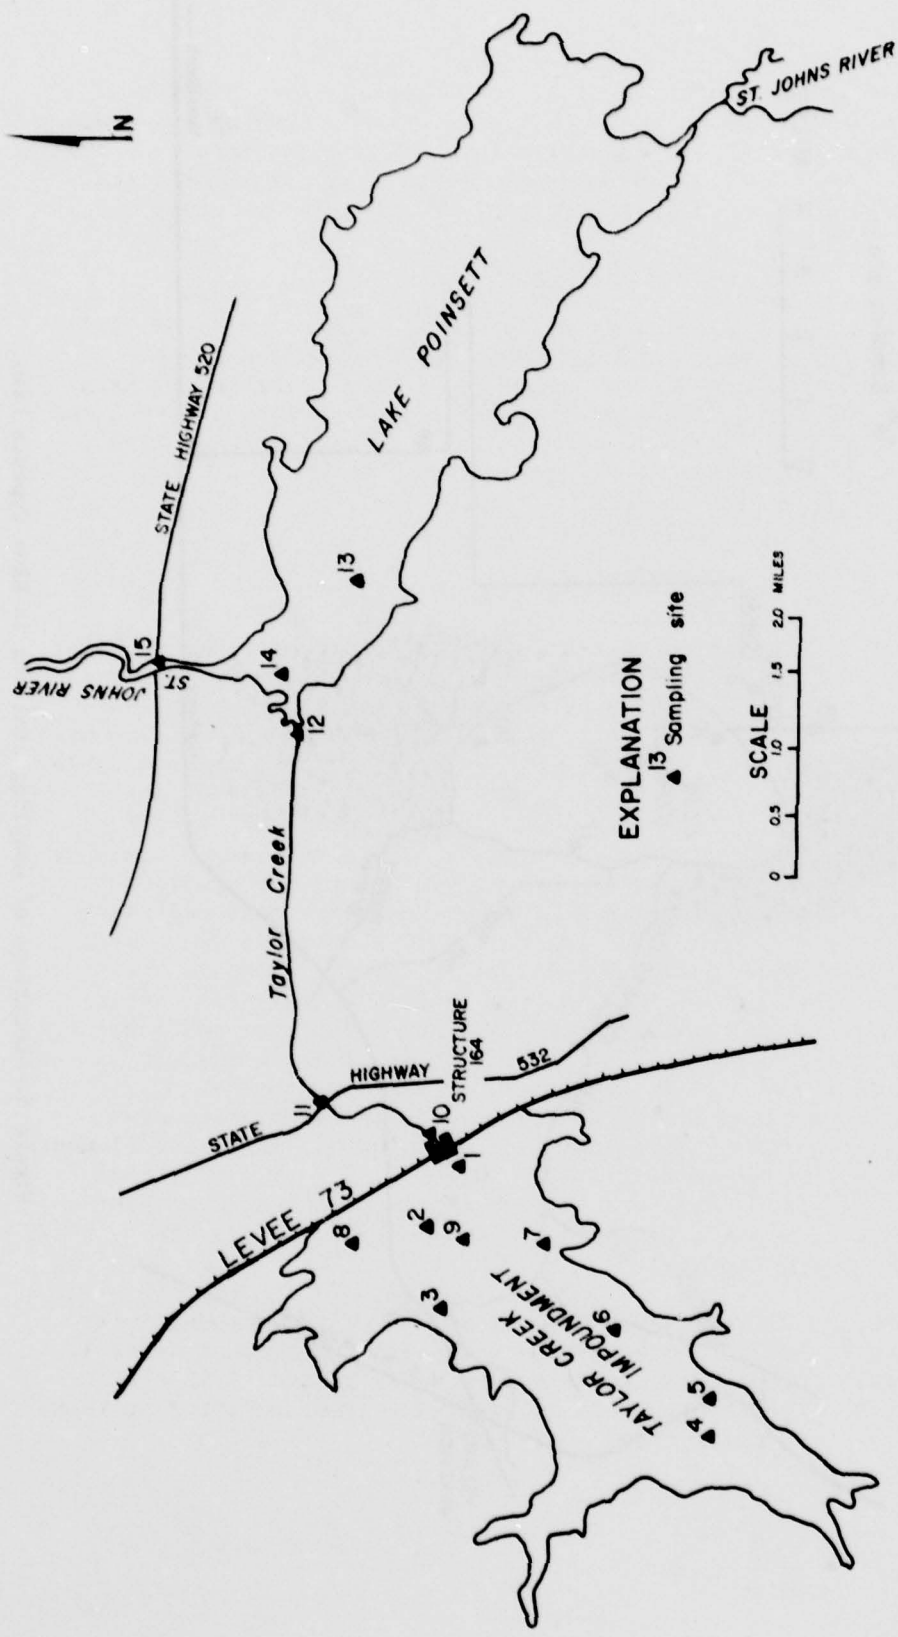 N
ST. JOHNS RIVER
STATE HIGHWAY 520
LAKE POINSETT
15
ST.
JOHNS RIVER
14
13
12
Taylor Creek
11
STATE
HIGHWAY
532
STRUCTURE
164
10
1
LEVEE 73
8
2
9
3
7
6
5
4
TAYLOR CREEK
IMPOUNDMENT
EXPLANATION
13
Sampling site
SCALE
0 0.5 1.0 1.5 2.0 MILES